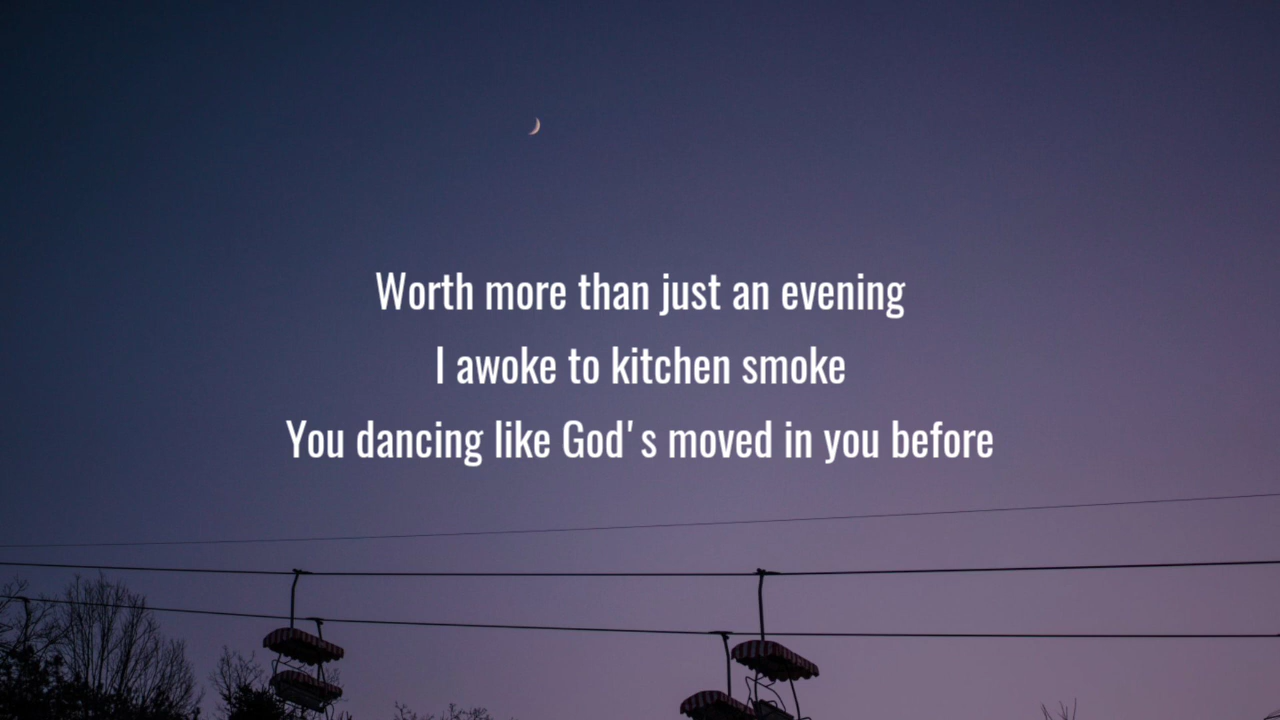 Worth more than just an evening
I awoke to kitchen smoke
You dancing like God's moved in you before